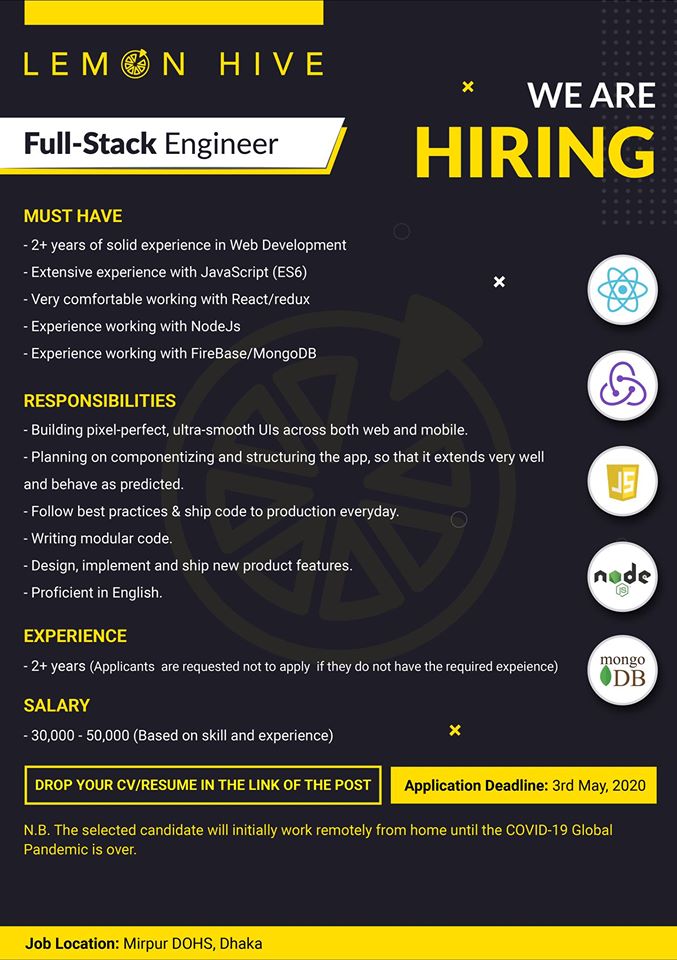 LEMON HIVE
WE ARE
HIRING
Full-Stack Engineer
MUST HAVE
- 2+ years of solid experience in Web Development
- Extensive experience with JavaScript (ES6)
- Very comfortable working with React/redux
- Experience working with NodeJs
- Experience working with FireBase/MongoDB
RESPONSIBILITIES
- Building pixel-perfect, ultra-smooth UIs across both web and mobile.
- Planning on componentizing and structuring the app, so that it extends very well
and behave as predicted.
- Follow best practices & ship code to production everyday.
- Writing modular code.
- Design, implement and ship new product features.
- Proficient in English.
JS
node
JS
mongo
DB
EXPERIENCE
- 2+ years (Applicants are requested not to apply if they do not have the required expeience)
SALARY
- 30,000 - 50,000 (Based on skill and experience)
DROP YOUR CV/RESUME IN THE LINK OF THE POST
Application Deadline: 3rd May, 2020
N.B. The selected candidate will initially work remotely from home until the COVID-19 Global
Pandemic is over.
Job Location: Mirpur DOHS, Dhaka